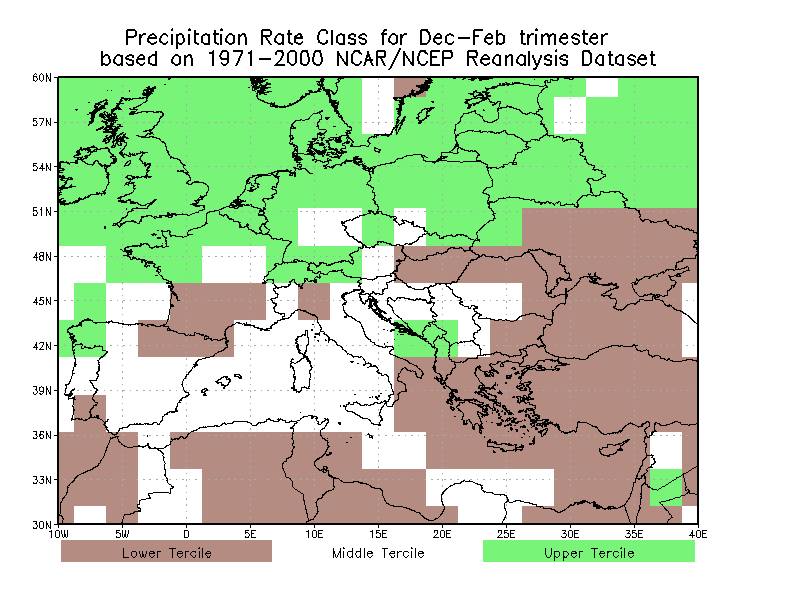 Precipitation Rate Class for Dec-Feb trimester
based on 1971-2000 NCAR/NCEP Reanalysis Dataset
60N
57N
54N
51N
48N
45N
42N
39N
36N
33N
30N
10W 5W 0 5E 10E 15E 20E 25E 30E 35E 40E
Lower Tercile Middle Tercile Upper Tercile